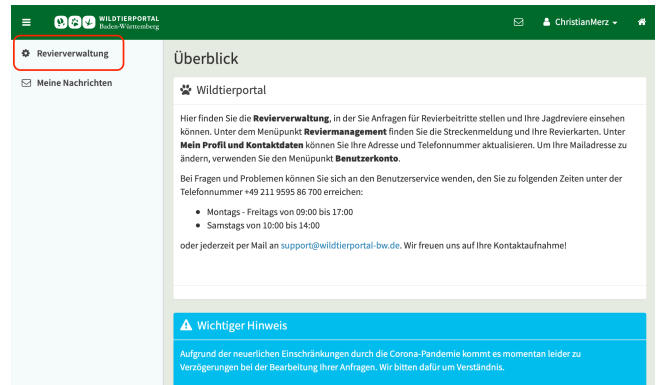 WILDTIERPORTAL
Baden-Württemberg
ChristianMerz
Revierverwaltung
Meine Nachrichten
Überblick
Wildtierportal
Hier finden Sie die Revierverwaltung, in der Sie Anfragen für Revierbeitritte stellen und Ihre Jagdreviere einsehen
können. Unter dem Menüpunkt Reviermanagement finden Sie die Streckenmeldung und Ihre Revierkarten. Unter
Mein Profil und Kontaktdaten können Sie Ihre Adresse und Telefonnummer aktualisieren. Um Ihre Mailadresse zu
ändern, verwenden Sie den Menüpunkt Benutzerkonto.
Bei Fragen und Problemen können Sie sich an den Benutzerservice wenden, den Sie zu folgenden Zeiten unter der
Telefonnummer +49 211 9595 86 700 erreichen:
Montags - Freitags von 09:00 bis 17:00
Samstags von 10:00 bis 14:00
oder jederzeit per Mail an support@wildtierportal-bw.de. Wir freuen uns auf Ihre Kontaktaufnahme!
Wichtiger Hinweis
Aufgrund der neuerlichen Einschränkungen durch die Corona-Pandemie kommt es momentan leider zu
Verzögerungen bei der Bearbeitung Ihrer Anfragen. Wir bitten dafür um Verständnis.